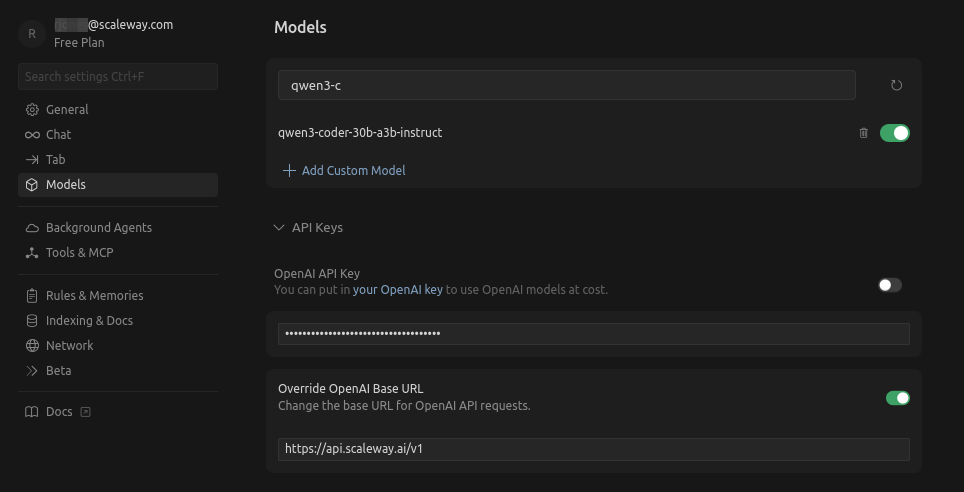 R
@scaleway.com
Free Plan
Search settings Ctrl+F
General
Chat
Tab
Models
Background Agents
Tools & MCP
Rules & Memories
Indexing & Docs
Network
Beta
Docs
Models
qwen3-c
qwen3-coder-30b-a3b-instruct
Add Custom Model
API Keys
OpenAI API Key
You can put in your OpenAI key to use OpenAI models at cost.
••••••••••••••••••••••••••••••••••••
Override OpenAI Base URL
Change the base URL for OpenAI API requests.
https://api.scaleway.ai/v1